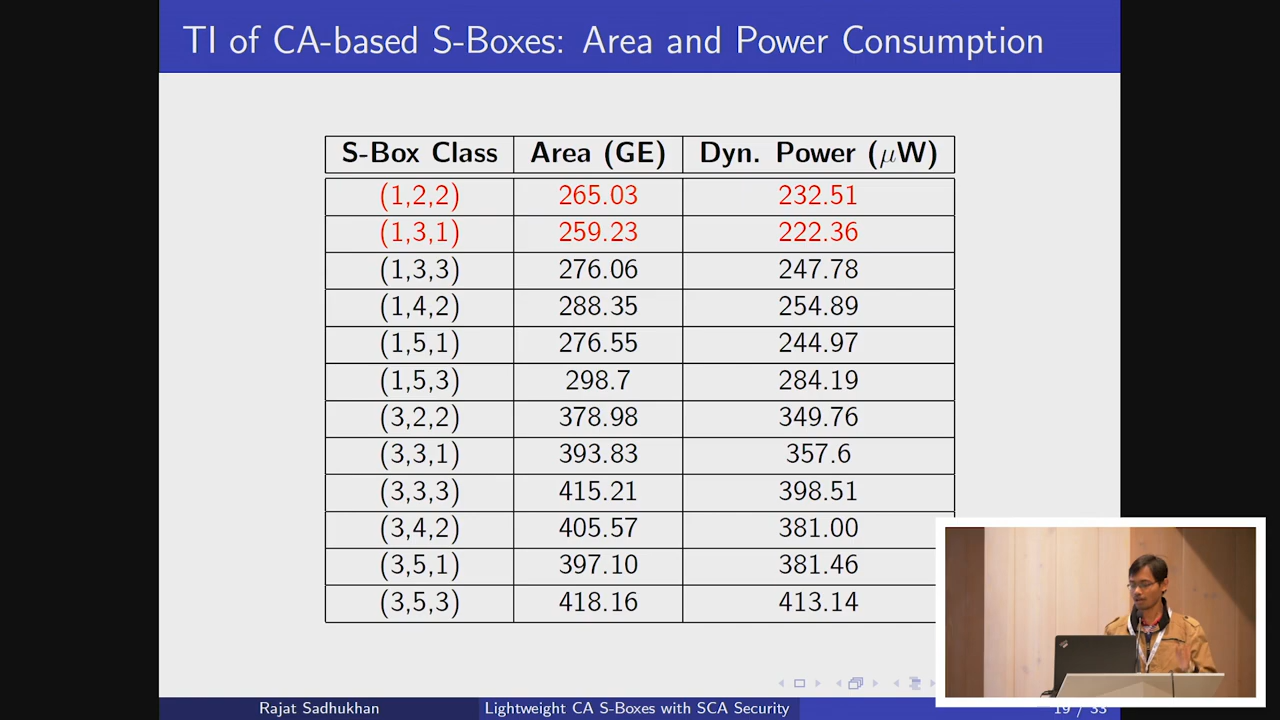 TI of CA-based S-Boxes: Area and Power Consumption
S-Box Class Area (GE) Dyn. Power (μW)
(1,2,2) 265.03 232.51
(1,3,1) 259.23 222.36
(1,3,3) 276.06 247.78
(1,4,2) 288.35 254.89
(1,5,1) 276.55 244.97
(1,5,3) 298.7 284.19
(3,2,2) 378.98 349.76
(3,3,1) 393.83 357.6
(3,3,3) 415.21 398.51
(3,4,2) 405.57 381.00
(3,5,1) 397.10 381.46
(3,5,3) 418.16 413.14
Rajat Sadhukhan Lightweight CA S-Boxes with SCA Security 19 / 33